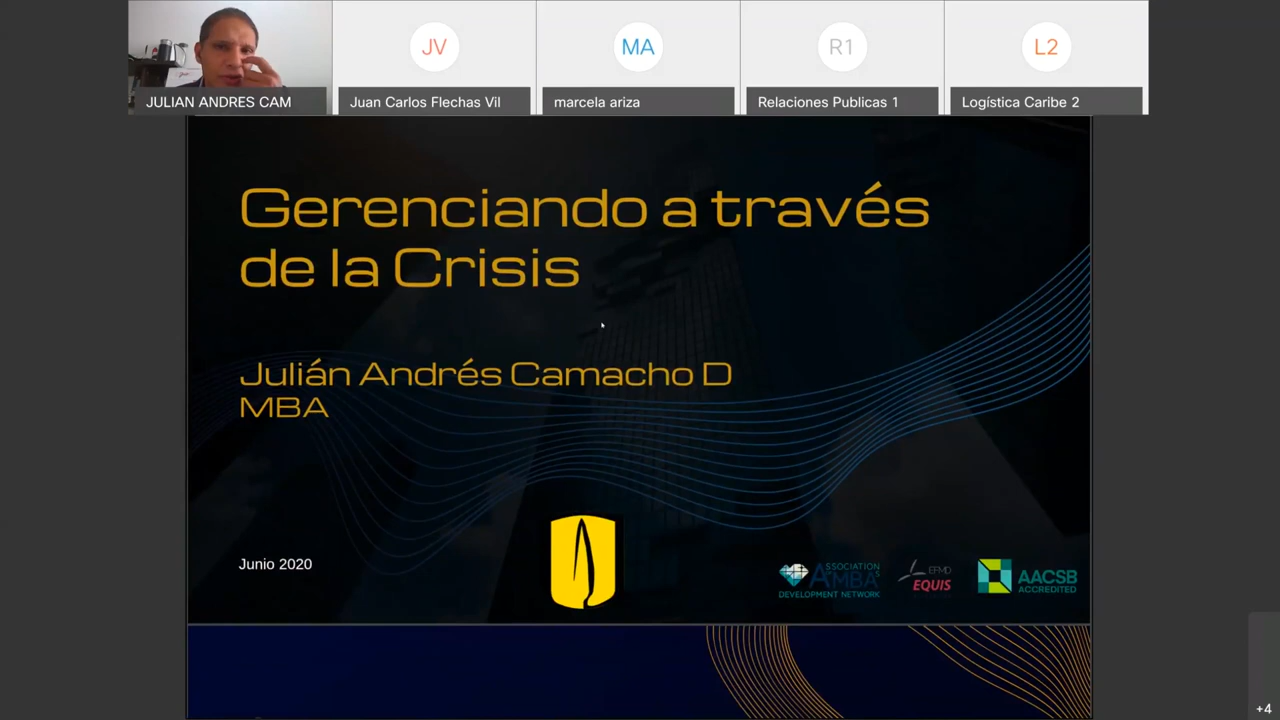 JV
MA
R1
L2
JULIAN ANDRES CAM
Juan Carlos Flechas Vil
marcela ariza
Relaciones Publicas 1
Logística Caribe 2
Gerenciando a través
de la Crisis
Julián Andrés Camacho D
MBA
Junio 2020
ASSOCIATION
AMBA's
DEVELOPMENT NETWORK
EFMD
EQUIS
AACSB
ACCREDITED
+4